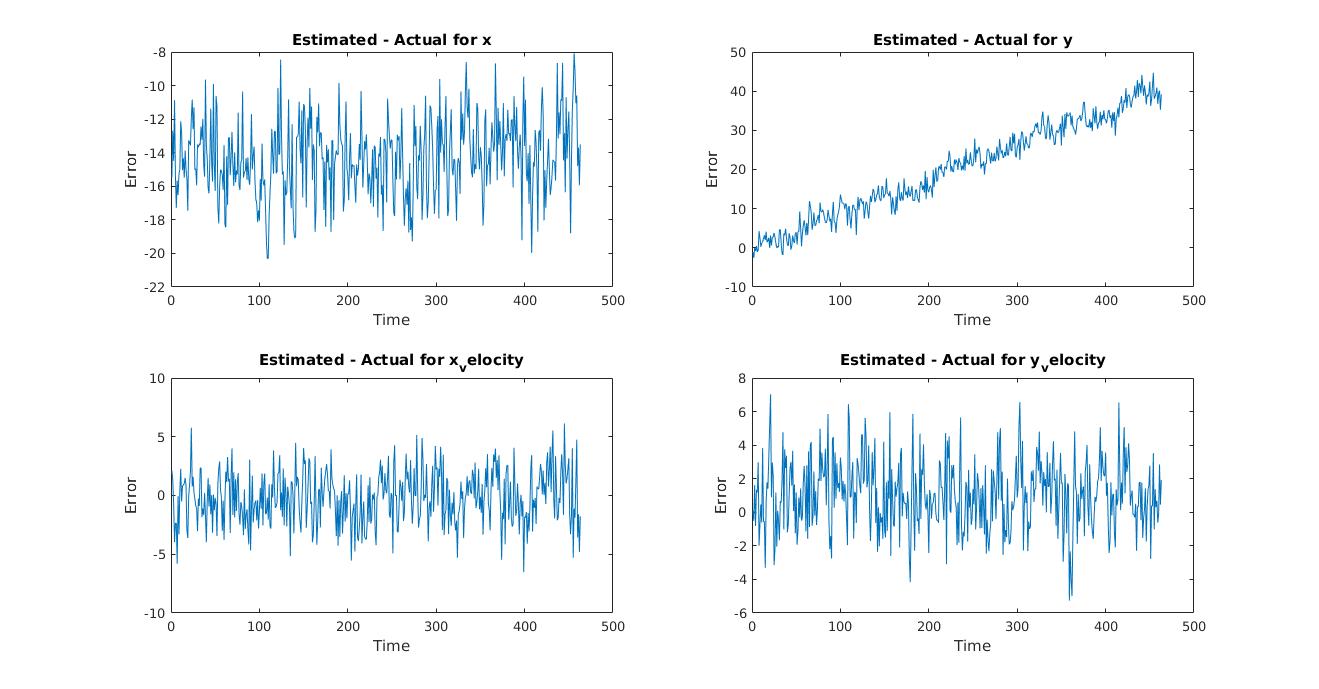 Estimated - Actual for x
Error
-8
-10
-12
-14
-16
-18
-20
-22
0 100 200 300 400 500
Time
Estimated - Actual for y
Error
50
40
30
20
10
0
-10
0 100 200 300 400 500
Time
Estimated - Actual for xvelocity
Error
10
5
0
-5
-10
0 100 200 300 400 500
Time
Estimated - Actual for yvelocity
Error
8
6
4
2
0
-2
-4
-6
0 100 200 300 400 500
Time